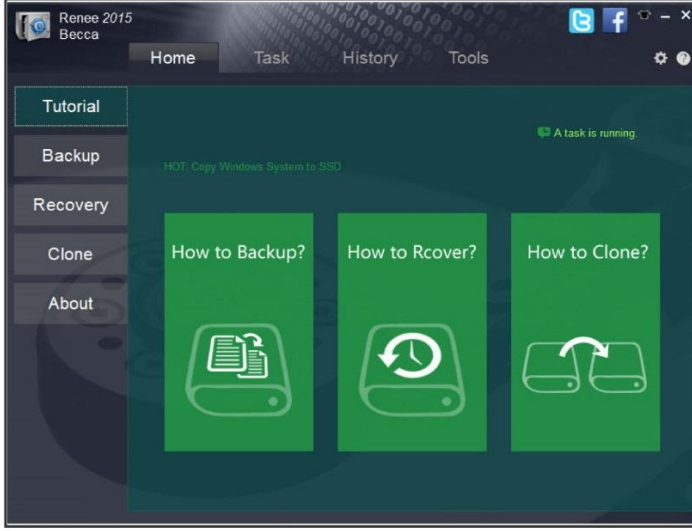 Renee 2015
Becca
Home Task History Tools
Tutorial
Backup
Recovery
Clone
About
A task is running.
HOT: Copy Windows System to SSD
How to Backup? How to Rcover? How to Clone?